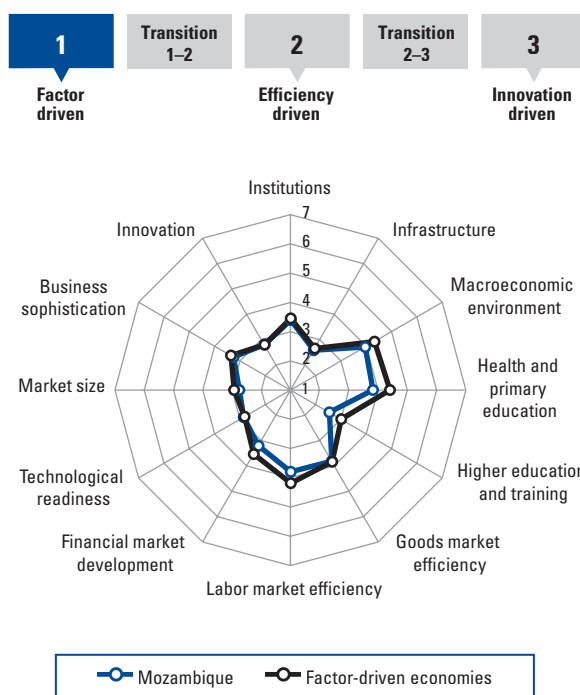 1
Transition
1–2
2
Transition
2–3
3
Factor
driven
Efficiency
driven
Innovation
driven
Institutions
7
Innovation
Infrastructure
6
5
Business
sophistication
Macroeconomic
environment
4
3
2
Market size
1
Health and
primary
education
Technological
readiness
Higher education
and training
Financial market
development
Goods market
efficiency
Labor market efficiency
Mozambique
Factor-driven economies